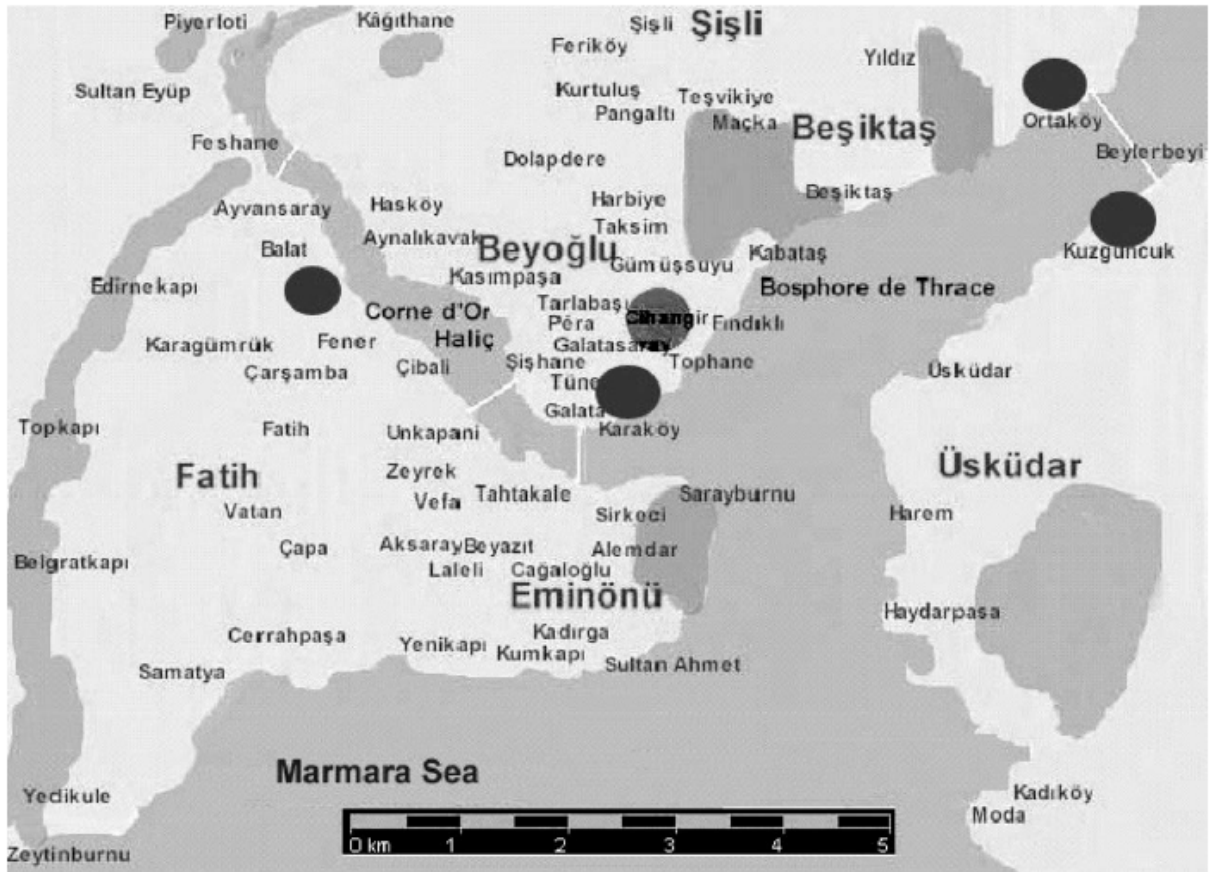 Piyerloti
Kâğıthane
Şişli
Şişli
Feriköy
Yıldız
Sultan Eyüp
Kurtuluş
Teşvikiye
Pangaltı
Maçka
Beşiktaş
Ortaköy
Feshane
Dolapdere
Beylerbeyi
Ayvansaray
Hasköy
Harbiye
Beşiktaş
Taksim
Balat
Aynalıkavak
Beyoğlu
Kabataş
Kuzguncuk
Gümüşsuyu
Kasımpaşa
Edirnekapı
Bosphore de Thrace
Tarlabaşı
Corne d'Or
Cihangir
Péra
Fındıklı
Haliç
Karagümrük
Fener
Galatasaray
Çarşamba
Çibali
Şişhane
Tophane
Üsküdar
Tüne
Galata
Topkapı
Fatih
Unkapani
Karaköy
Fatih
Zeyrek
Üsküdar
Vefa
Tahtakale
Sarayburnu
Vatan
Sirkeci
Harem
Çapa
Aksaray
Beyazıt
Alemdar
Belgratkapı
Laleli
Cağaloğlu
Eminönü
Haydarpaşa
Cerrahpaşa
Yenikapı
Kadırga
Kumkapı
Sultan Ahmet
Samatya
Marmara Sea
Yedikule
Kadıköy
Moda
0 km 1 2 3 4 5
Zeytinburnu